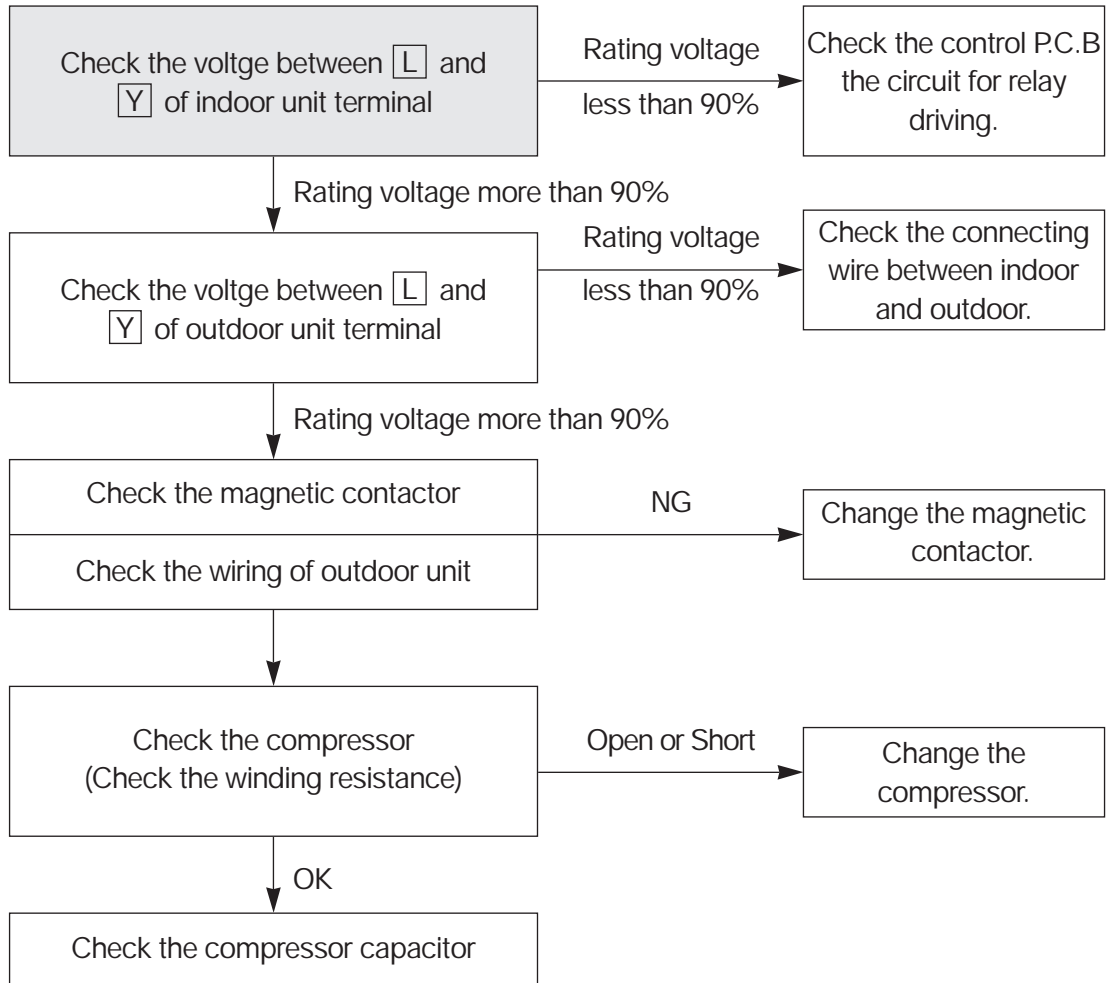 Check the voltge between L and
Y of indoor unit terminal
Rating voltage
less than 90%
Check the control P.C.B
the circuit for relay
driving.
Rating voltage more than 90%
Check the voltge between L and
Y of outdoor unit terminal
Rating voltage
less than 90%
Check the connecting
wire between indoor
and outdoor.
Rating voltage more than 90%
Check the magnetic contactor
Check the wiring of outdoor unit
NG
Change the magnetic
contactor.
Check the compressor
(Check the winding resistance)
Open or Short
Change the
compressor.
OK
Check the compressor capacitor